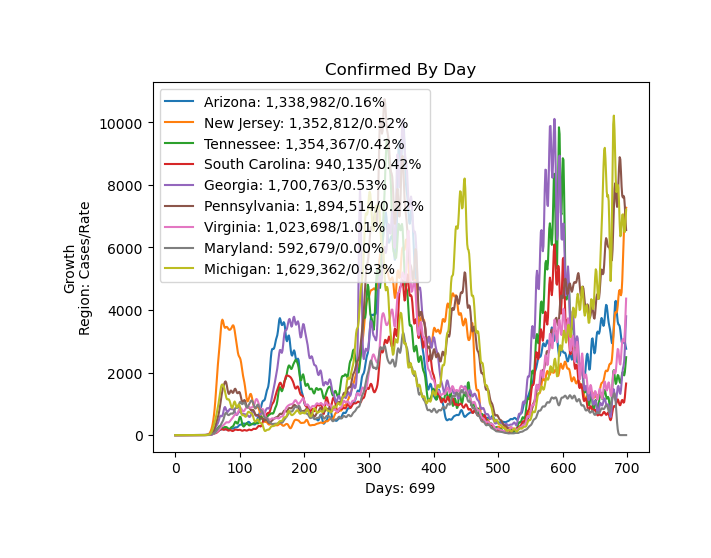 Confirmed By Day
Growth
Region: Cases/Rate
10000
8000
6000
4000
2000
0
Arizona: 1,338,982/0.16%
New Jersey: 1,352,812/0.52%
Tennessee: 1,354,367/0.42%
South Carolina: 940,135/0.42%
Georgia: 1,700,763/0.53%
Pennsylvania: 1,894,514/0.22%
Virginia: 1,023,698/1.01%
Maryland: 592,679/0.00%
Michigan: 1,629,362/0.93%
0 100 200 300 400 500 600 700
Days: 699